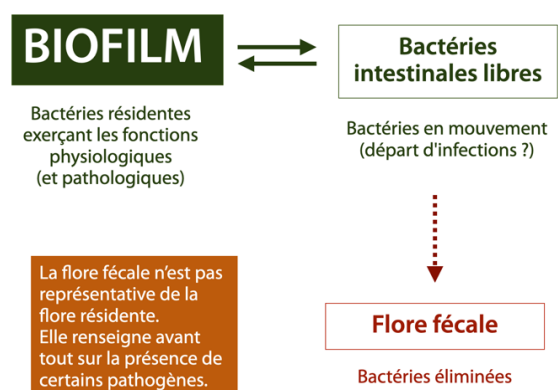 BIOFILM
Bactéries résidentes
exerçant les fonctions
physiologiques
(et pathologiques)
Bactéries
intestinales libres
Bactéries en mouvement
(départ d'infections ?)
La flore fécale n'est pas
représentative de la
flore résidente.
Elle renseigne avant
tout sur la présence de
certains pathogènes.
Flore fécale
Bactéries éliminées